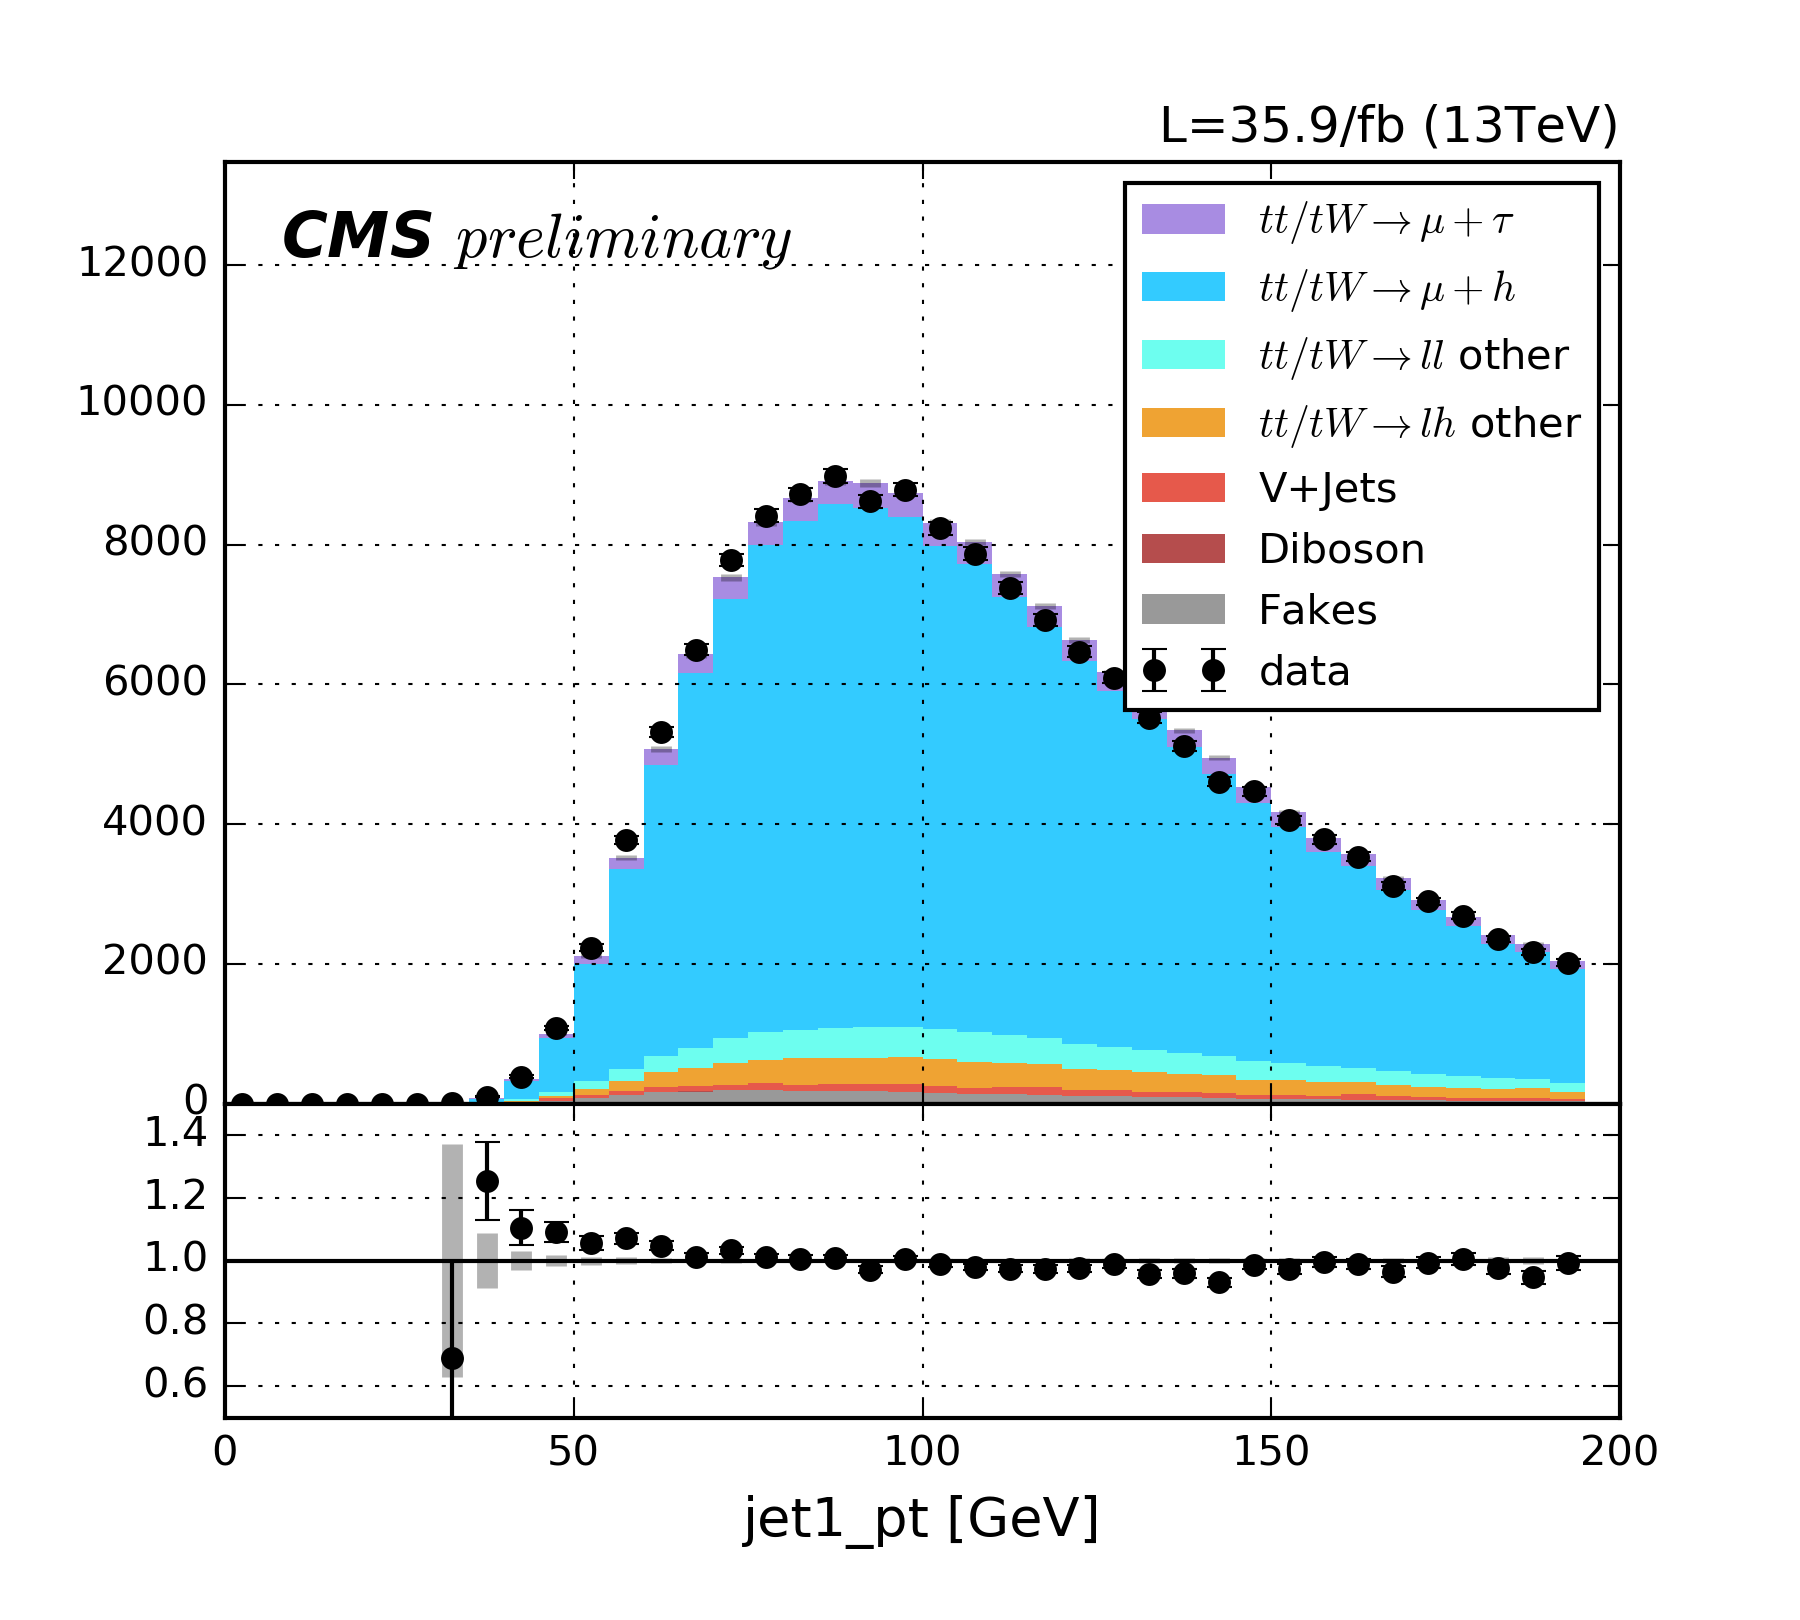 L=35.9/fb (13TeV)
CMS preliminary
tt/tW→μ+τ
tt/tW→μ+h
tt/tW→ll other
tt/tW→lh other
V+Jets
Diboson
Fakes
data
12000
10000
8000
6000
4000
2000
0
1.4
1.2
1.0
0.8
0.6
0 50 100 150 200
jet1_pt [GeV]